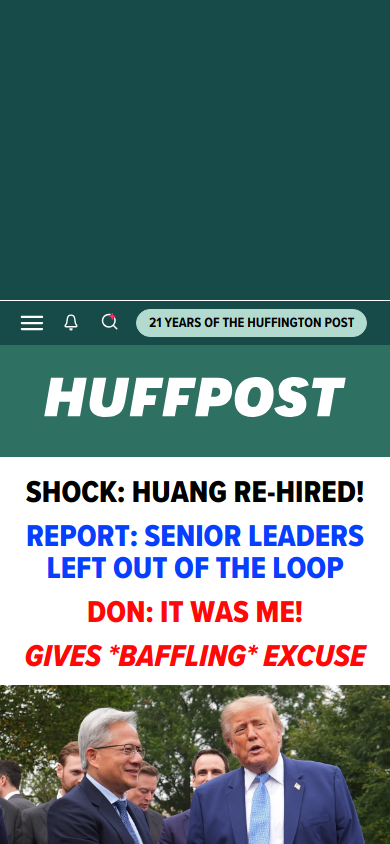 21 YEARS OF THE HUFFINGTON POST
HUFFPOST
SHOCK: HUANG RE-HIRED!
REPORT: SENIOR LEADERS
LEFT OUT OF THE LOOP
DON: IT WAS ME!
GIVES *BAFFLING* EXCUSE